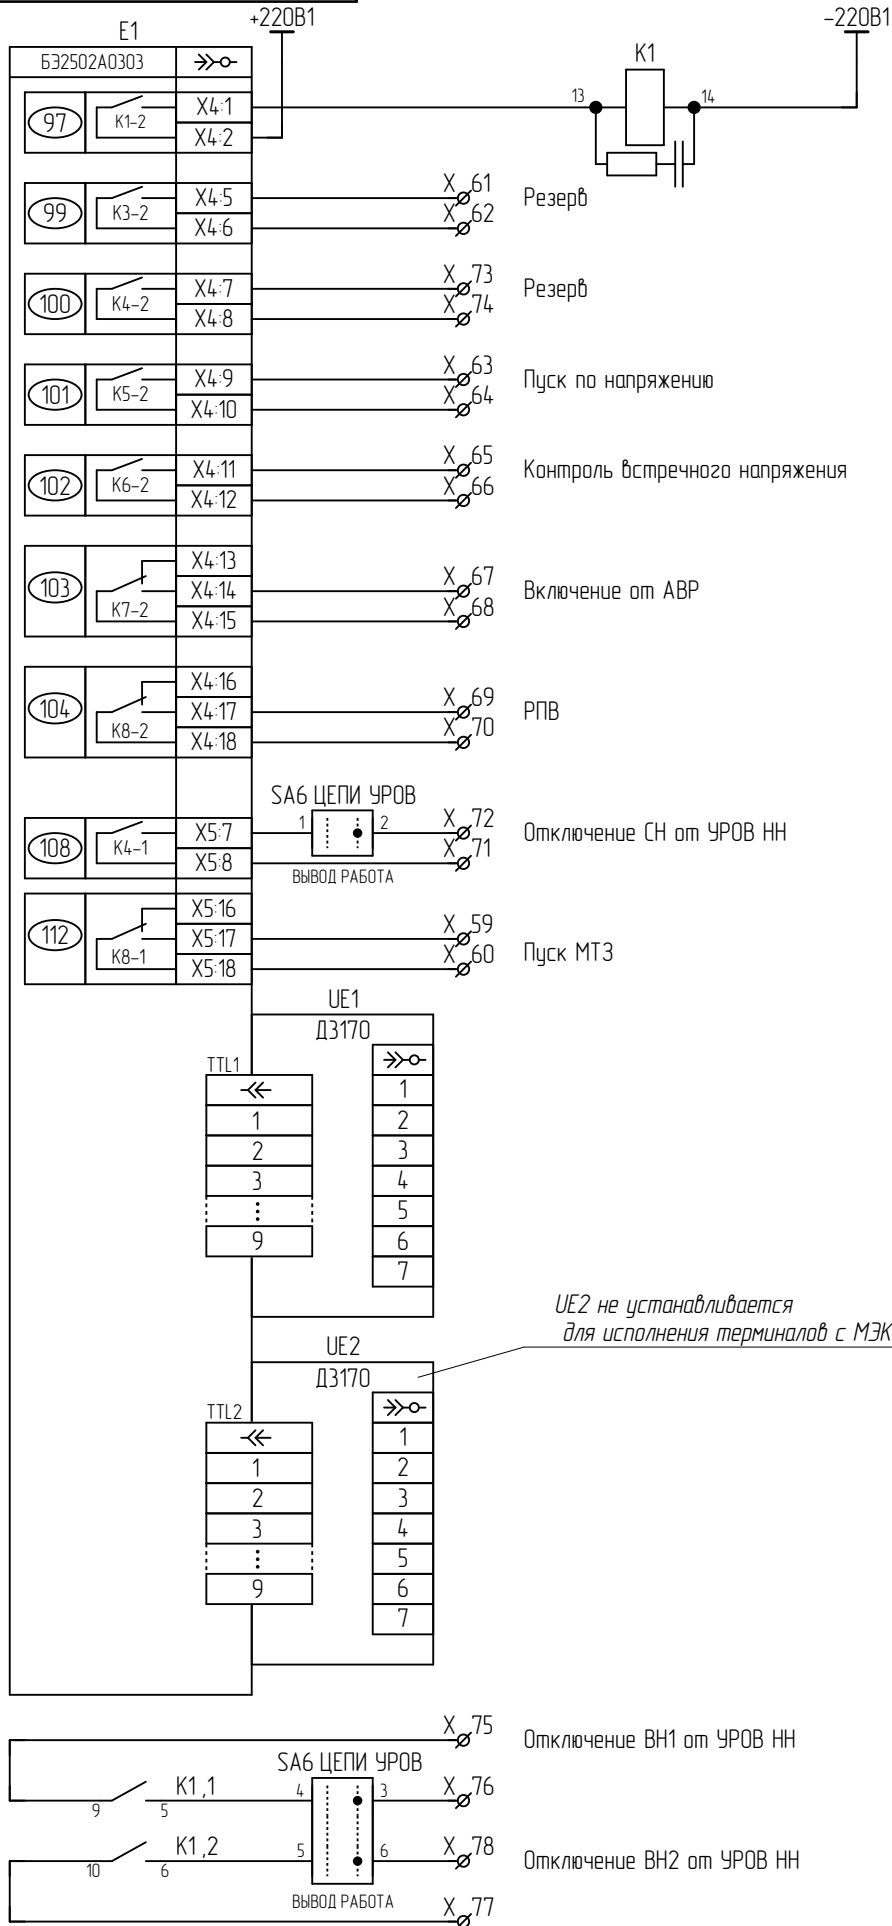 +220В1
-220В1
E1
БЭ2502А0303
K1
97
K1-2
X4:1
X4:2
13
14
99
K3-2
X4:5
X4:6
X 61
X 62
Резерв
100
K4-2
X4:7
X4:8
X 73
X 74
Резерв
101
K5-2
X4:9
X4:10
X 63
X 64
Пуск по напряжению
102
K6-2
X4:11
X4:12
X 65
X 66
Контроль встречного напряжения
103
K7-2
X4:13
X4:14
X4:15
X 67
X 68
Включение от АВР
104
K8-2
X4:16
X4:17
X4:18
X 69
X 70
РПВ
SA6 ЦЕПИ УРОВ
108
K4-1
X5:7
X5:8
1
2
X 72
X 71
Отключение СН от УРОВ НН
ВЫВОД РАБОТА
112
K8-1
X5:16
X5:17
X5:18
X 59
X 60
Пуск МТЗ
UE1
Д3170
TTL1
1
2
3
⋮
9
1
2
3
4
5
6
7
UE2 не устанавливается
для исполнения терминалов с МЭК
UE2
Д3170
TTL2
1
2
3
⋮
9
1
2
3
4
5
6
7
X 75
Отключение ВН1 от УРОВ НН
SA6 ЦЕПИ УРОВ
9
K1,1
5
4
3
X 76
10
K1,2
6
5
6
X 78
Отключение ВН2 от УРОВ НН
ВЫВОД РАБОТА
X 77